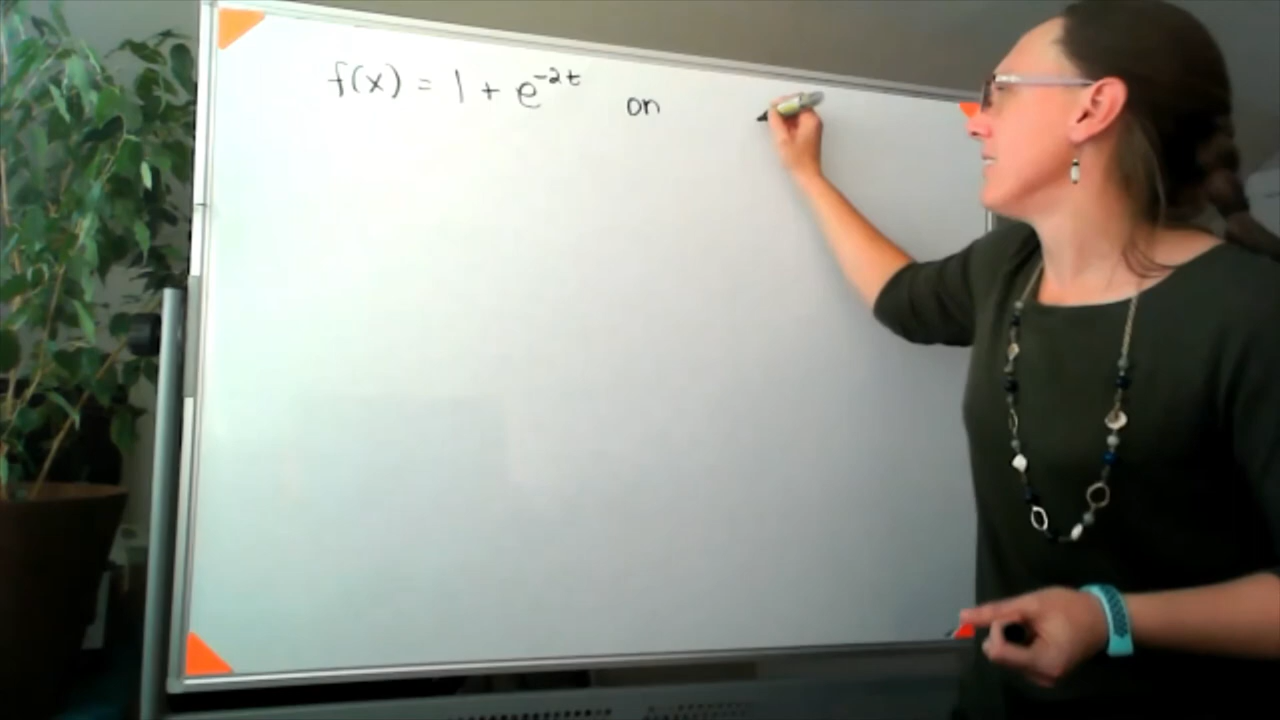 f(x) = 1 + e^{-2t} on